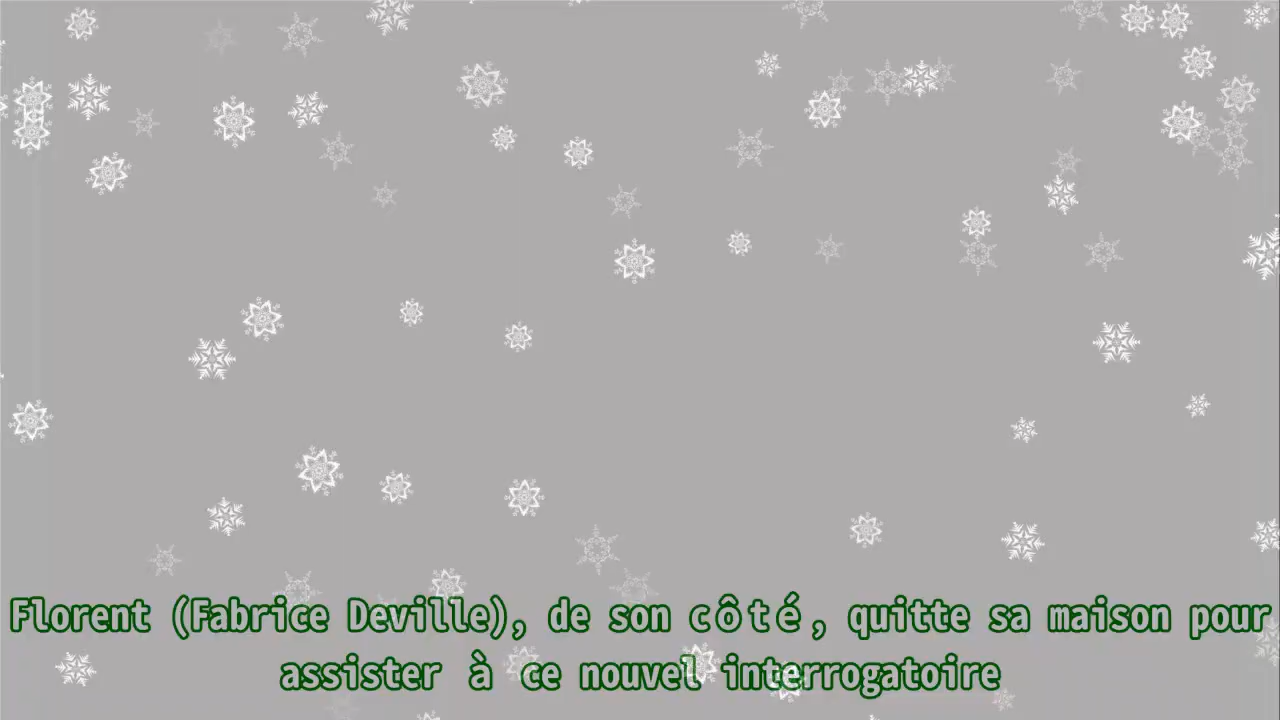 Florent (Fabrice Deville), de son côté, quitte sa maison pour
assister à ce nouvel interrogatoire